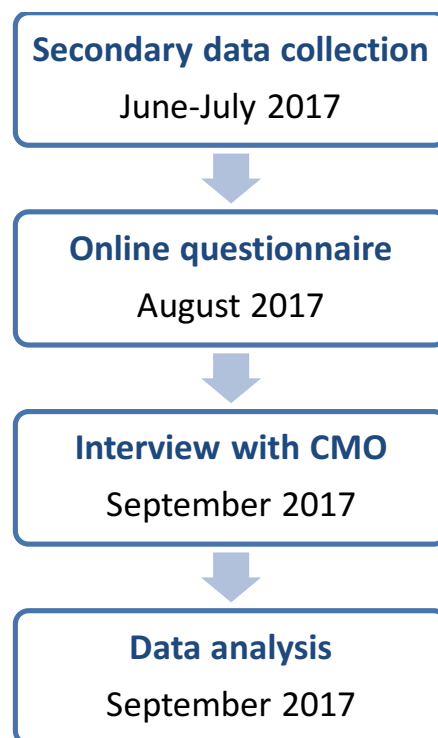 Secondary data collection
June-July 2017
Online questionnaire
August 2017
Interview with CMO
September 2017
Data analysis
September 2017